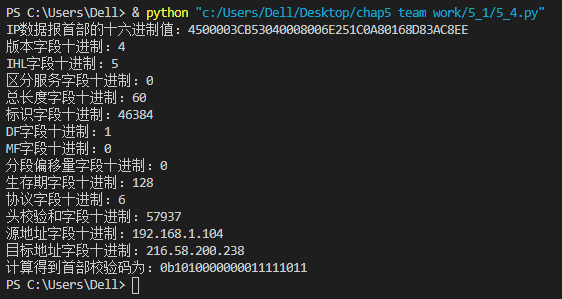 PS C:\Users\Dell> & python "c:/Users/Dell/Desktop/chap5 team work/5_1/5_4.py"
IP数据报首部的十六进制值：4500003CB53040008006E251C0A80168D83AC8EE
版本字段十进制：4
IHL字段十进制：5
区分服务字段十进制：0
总长度字段十进制：60
标识字段十进制：46384
DF字段十进制：1
MF字段十进制：0
分段偏移量字段十进制：0
生存期字段十进制：128
协议字段十进制：6
头校验和字段十进制：57937
源地址字段十进制：192.168.1.104
目标地址字段十进制：216.58.200.238
计算得到首部校验码为：0b1010000000011111011
PS C:\Users\Dell>